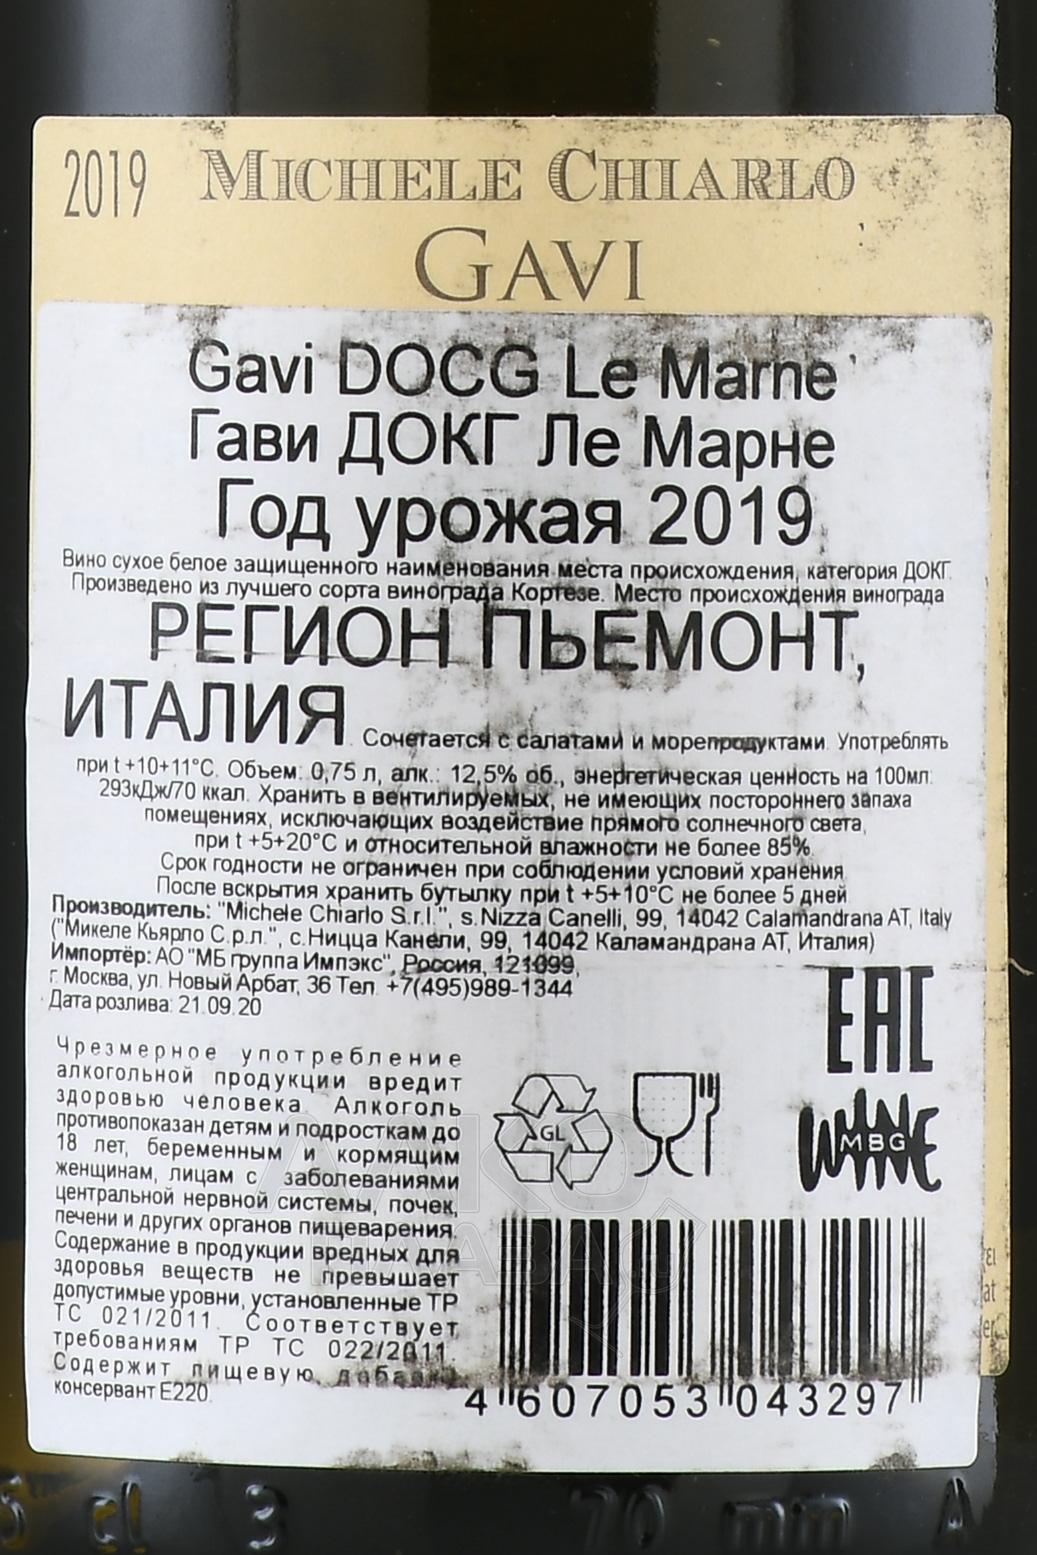 2019 MICHELE CHIARLO
GAVI
Gavi DOCG Le Marne
Гави ДОКГ Ле Марне
Год урожая 2019
Вино сухое белое защищенного наименования места происхождения, категория ДОКГ.
Произведено из лучшего сорта винограда Кортезе. Место происхождения винограда
РЕГИОН ПЬЕМОНТ,
ИТАЛИЯ. Сочетается с салатами и морепродуктами. Употреблять
при t +10+11°С. Объем: 0,75 л, алк.: 12,5% об., энергетическая ценность на 100мл:
293кДж/70 ккал. Хранить в вентилируемых, не имеющих постороннего запаха
помещениях, исключающих воздействие прямого солнечного света,
при t +5+20°С и относительной влажности не более 85%.
Срок годности не ограничен при соблюдении условий хранения.
После вскрытия хранить бутылку при t +5+10°С не более 5 дней.
Производитель: "Michele Chiarlo S.r.l.", s.Nizza Canelli, 99, 14042 Calamandrana AT, Italy
("Микеле Кьярло С.р.л.", с.Ницца Канели, 99, 14042 Каламандрана АТ, Италия)
Импортёр: АО "МБ группа Импэкс", Россия, 121099,
г. Москва, ул. Новый Арбат, 36 Тел. +7(495)989-1344
Дата розлива: 21.09.20
Чрезмерное употребление
алкогольной продукции вредит
здоровью человека. Алкоголь
противопоказан детям и подросткам до
18 лет, беременным и кормящим
женщинам, лицам с заболеваниями
центральной нервной системы, почек,
печени и других органов пищеварения.
Содержание в продукции вредных для
здоровья веществ не превышает
допустимые уровни, установленные ТР
ТС 021/2011. Соответствует
требованиям ТР ТС 022/2011.
Содержит пищевую добавку
консервант Е220.
EAC
GL
WINE
MBG
4 607053 043297
5 cl 3 70 mm A